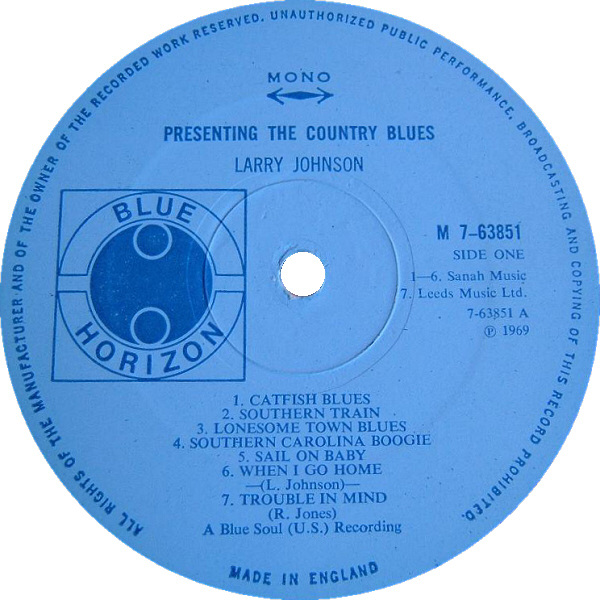 ALL RIGHTS OF THE MANUFACTURER AND OF THE OWNER OF THE RECORDED WORK RESERVED. UNAUTHORIZED PUBLIC PERFORMANCE, BROADCASTING AND COPYING OF THIS RECORD PROHIBITED.
MONO
PRESENTING THE COUNTRY BLUES
LARRY JOHNSON
BLUE
HORIZON
M 7-63851
SIDE ONE
1—6. Sanah Music
7. Leeds Music Ltd.
7-63851 A
℗ 1969
1. CATFISH BLUES
2. SOUTHERN TRAIN
3. LONESOME TOWN BLUES
4. SOUTHERN CAROLINA BOOGIE
5. SAIL ON BABY
6. WHEN I GO HOME
—(L. Johnson)—
7. TROUBLE IN MIND
(R. Jones)
A Blue Soul (U.S.) Recording
MADE IN ENGLAND